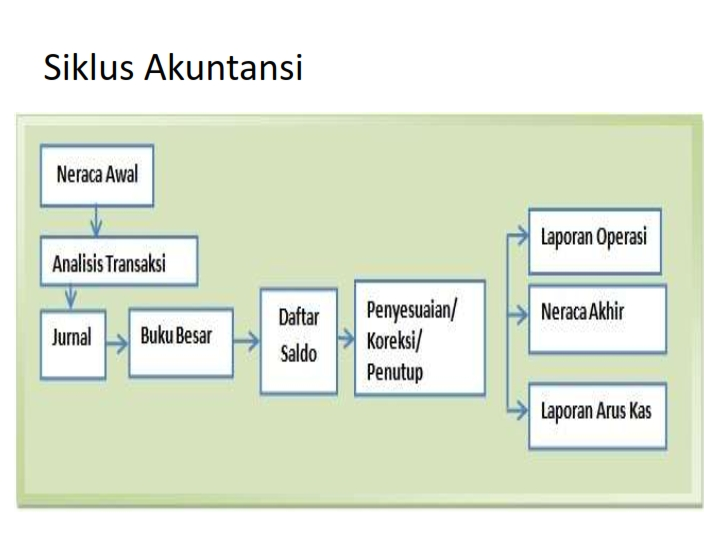 Siklus Akuntansi
Neraca Awal
Analisis Transaksi
Jurnal
Buku Besar
Daftar
Saldo
Penyesuaian/
Koreksi/
Penutup
Laporan Operasi
Neraca Akhir
Laporan Arus Kas